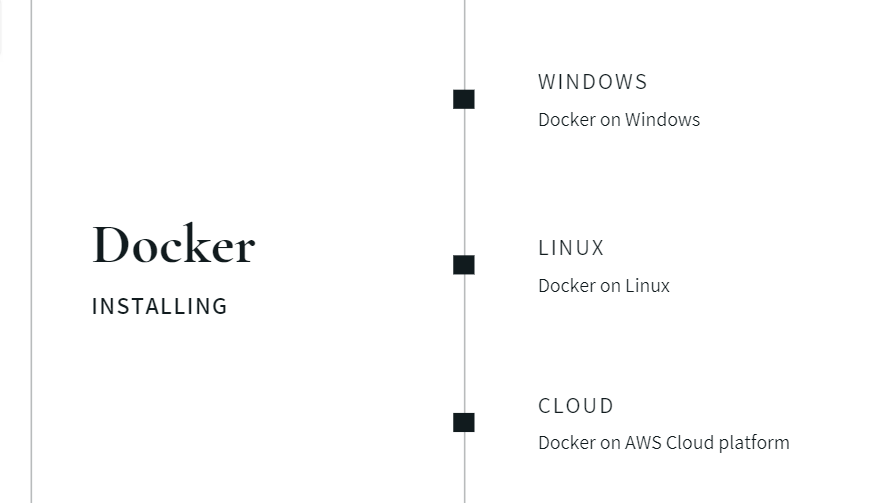 Docker
INSTALLING
WINDOWS
Docker on Windows
LINUX
Docker on Linux
CLOUD
Docker on AWS Cloud platform